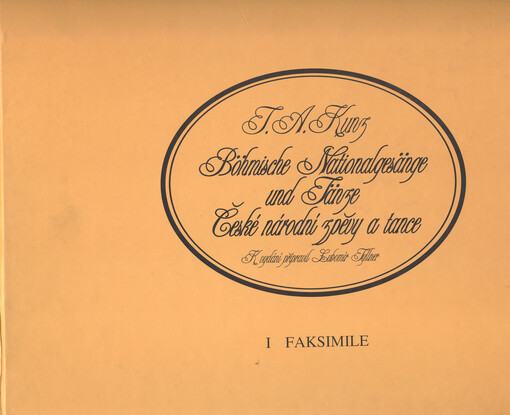 T. A. Kunz
Böhmische Nationalgesänge
und Tänze
České národní zpěvy a tance
K vydání připravil Lubomír Tyllner
I FAKSIMILE